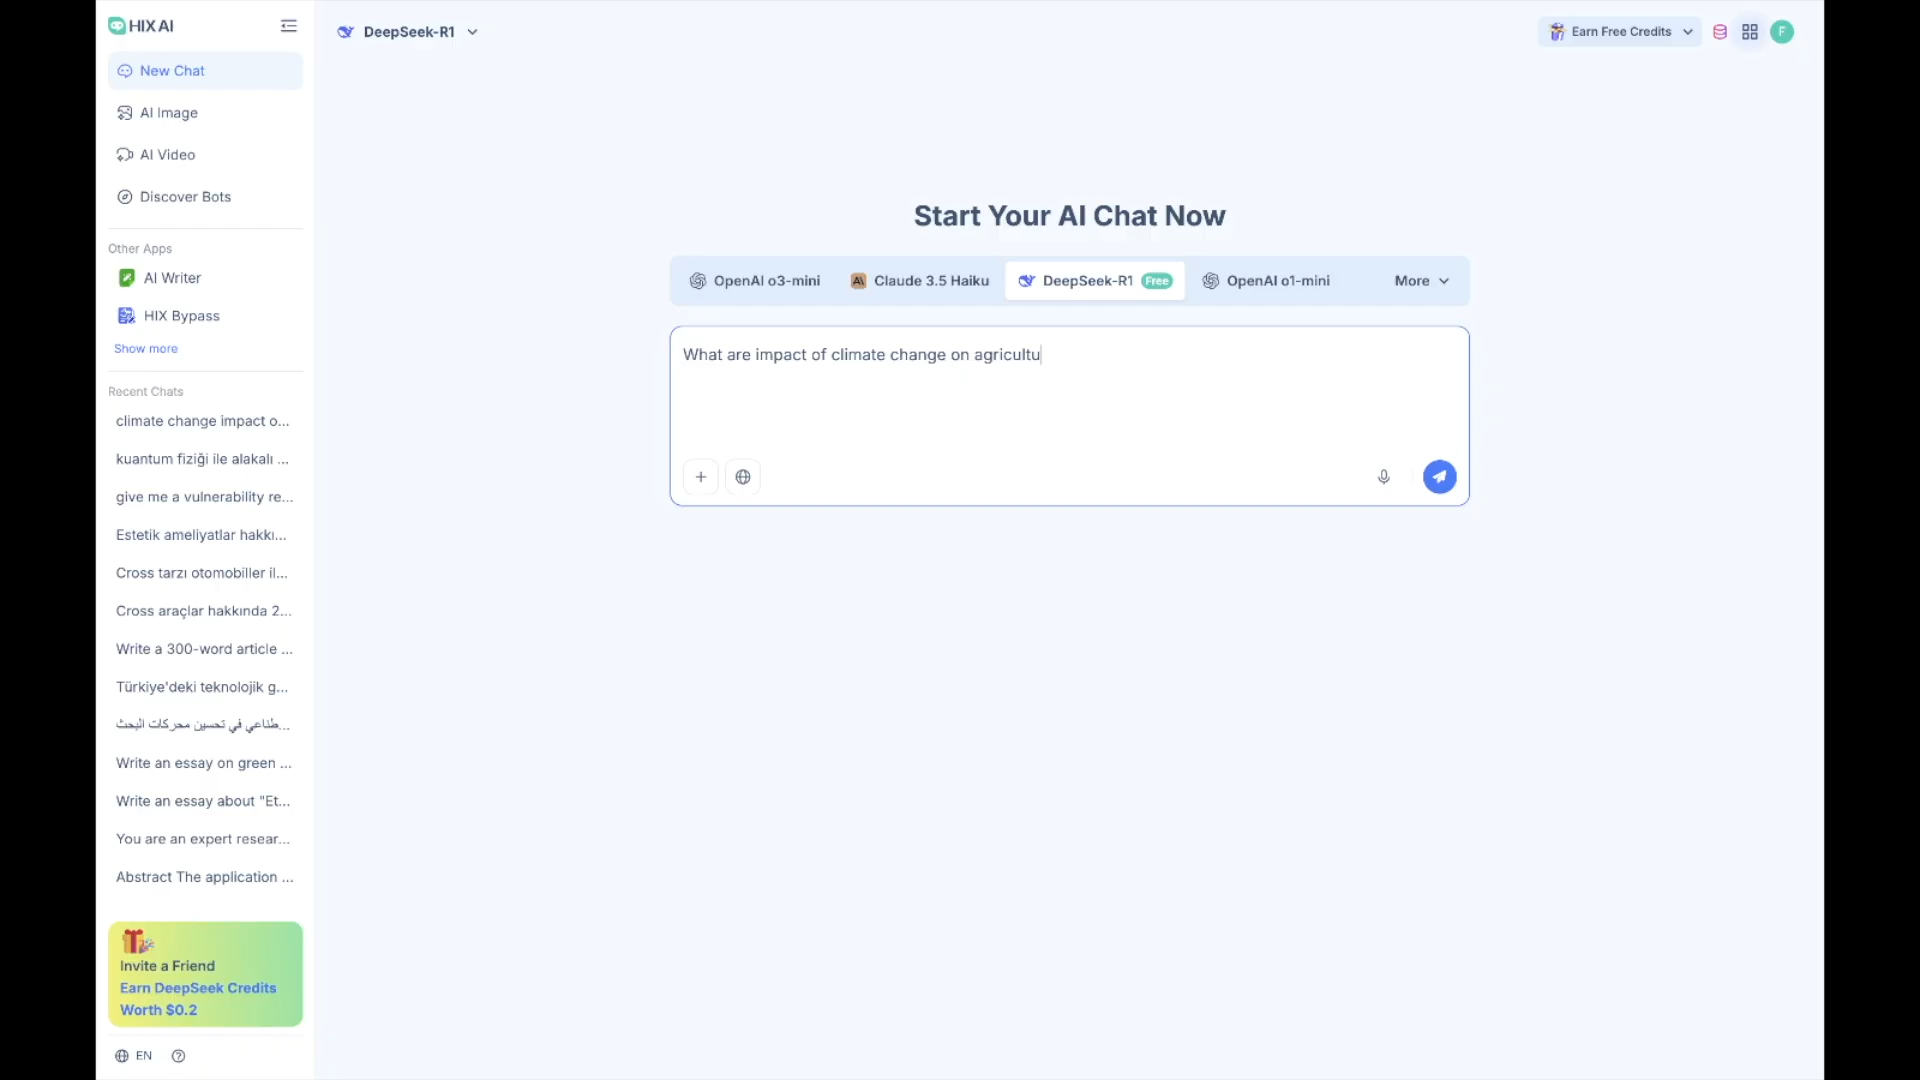 HIX AI
New Chat
AI Image
AI Video
Discover Bots
Other Apps
AI Writer
HIX Bypass
Show more
Recent Chats
climate change impact o...
kuantum fiziği ile alakalı ...
give me a vulnerability re...
Estetik ameliyatlar hakkı...
Cross tarzı otomobiller il...
Cross araçlar hakkında 2...
Write a 300-word article ...
Türkiye'deki teknolojik g...
...طناعي في تحسين محركات البحث
Write an essay on green ...
Write an essay about "Et...
You are an expert resear...
Abstract The application ...
Invite a Friend
Earn DeepSeek Credits
Worth $0.2
EN
DeepSeek-R1
Earn Free Credits
F
Start Your AI Chat Now
OpenAI o3-mini Claude 3.5 Haiku DeepSeek-R1 Free OpenAI o1-mini More
What are impact of climate change on agricultu